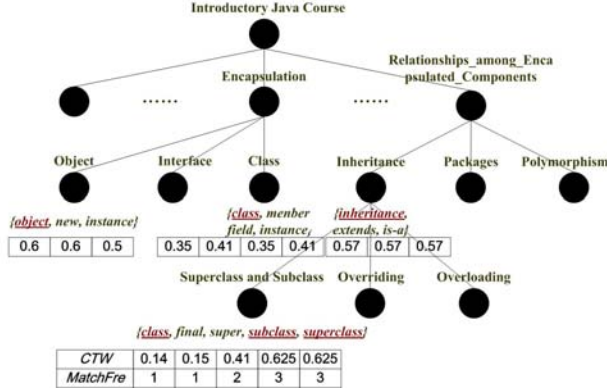 Introductory Java Course
Relationships_among_Enca
psulated_Components
Encapsulation
...... ......
Object Interface Class Inheritance Packages Polymorphism
{object, new, instance} {class, menber {inheritance,
field, instance, extends, is-a}
0.6 0.6 0.5 0.35 0.41 0.35 0.41 0.57 0.57 0.57
Superclass and Subclass Overriding Overloading
{class, final, super, subclass, superclass}
CTW 0.14 0.15 0.41 0.625 0.625
MatchFre 1 1 2 3 3